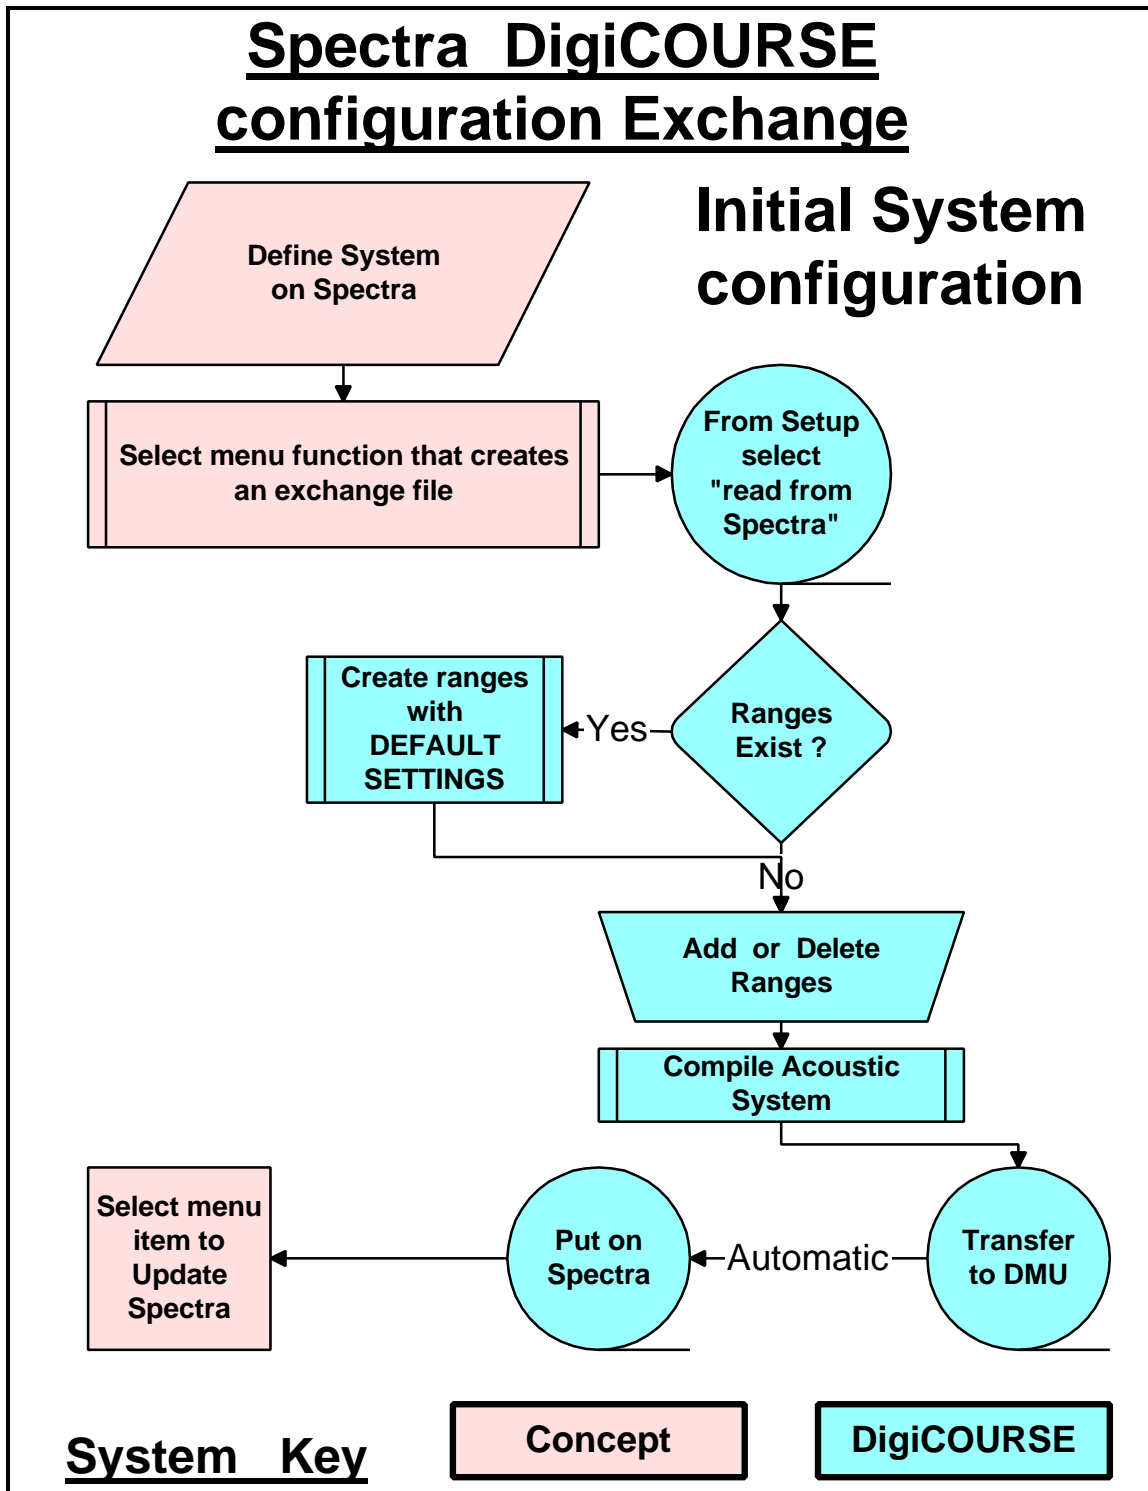 Spectra DigiCOURSE
configuration Exchange
Initial System
configuration
Define System
on Spectra
Select menu function that creates
an exchange file
From Setup
select
"read from
Spectra"
Ranges
Exist ?
Yes
Create ranges
with
DEFAULT
SETTINGS
No
Add or Delete
Ranges
Compile Acoustic
System
Transfer
to DMU
Automatic
Put on
Spectra
Select menu
item to
Update
Spectra
System Key
Concept
DigiCOURSE